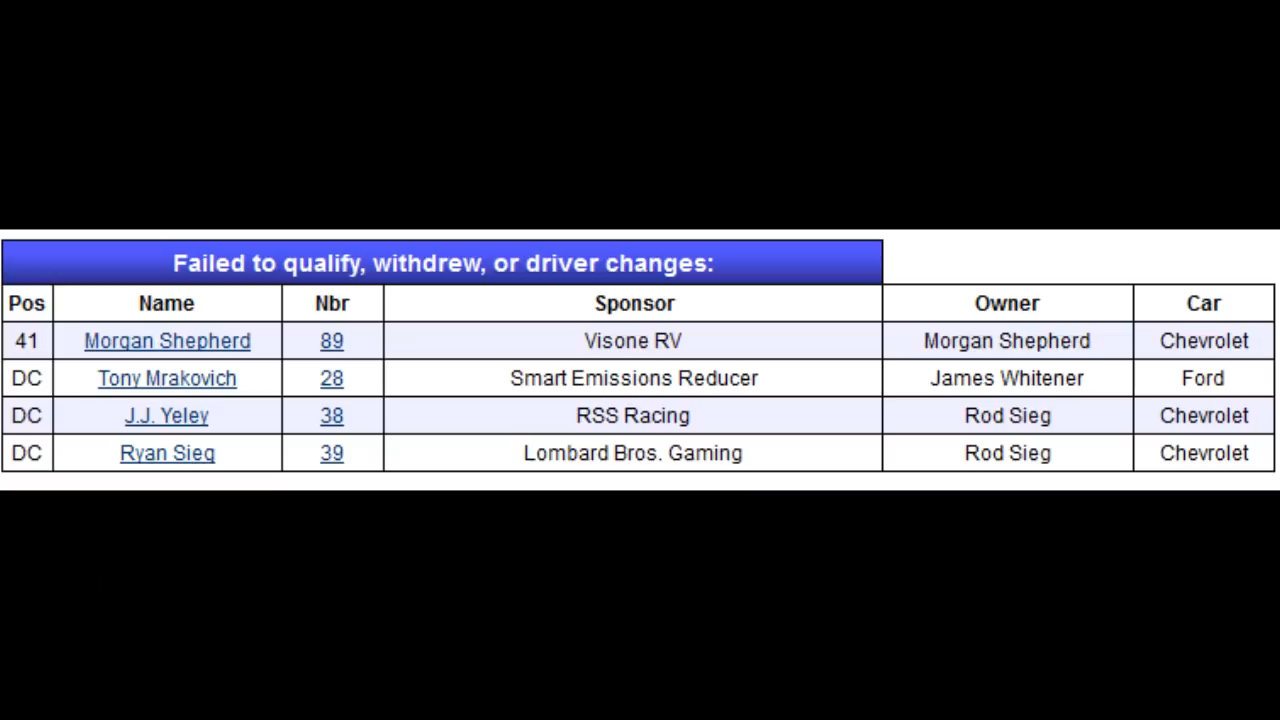 Failed to qualify, withdrew, or driver changes:
Pos Name Nbr Sponsor Owner Car
41 Morgan Shepherd 89 Visone RV Morgan Shepherd Chevrolet
DC Tony Mrakovich 28 Smart Emissions Reducer James Whitener Ford
DC J.J. Yeley 38 RSS Racing Rod Sieg Chevrolet
DC Ryan Sieg 39 Lombard Bros. Gaming Rod Sieg Chevrolet